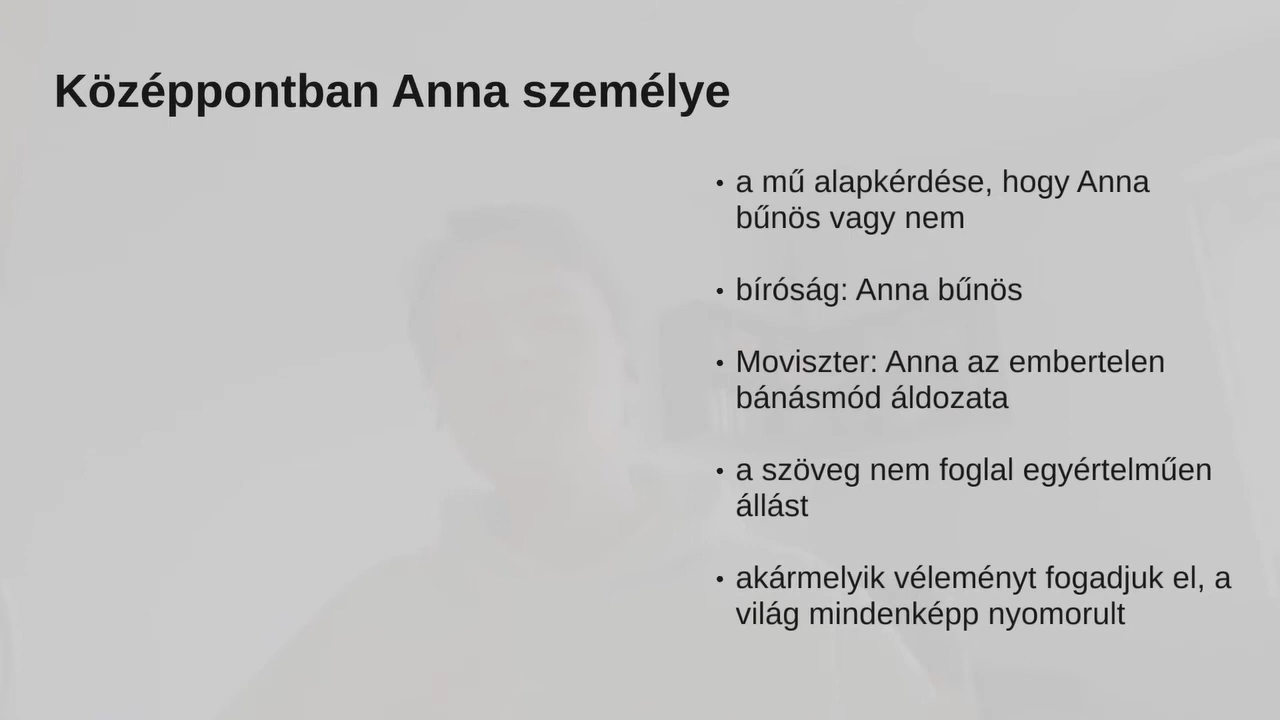 Középpontban Anna személye
• a mű alapkérdése, hogy Anna
bűnös vagy nem
• bíróság: Anna bűnös
• Moviszter: Anna az embertelen
bánásmód áldozata
• a szöveg nem foglal egyértelműen
állást
• akármelyik véleményt fogadjuk el, a
világ mindenképp nyomorult